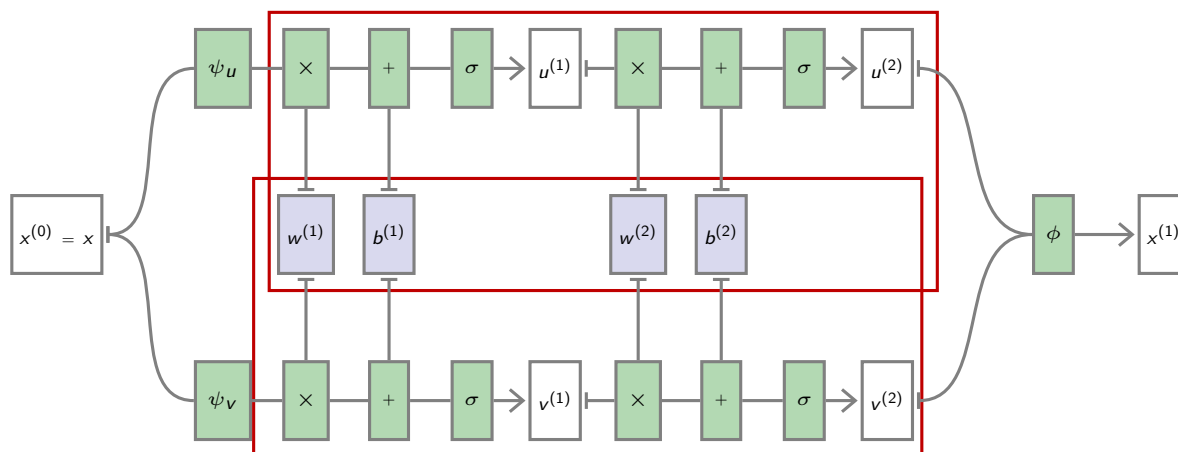 ψu × + σ u(1) × + σ u(2)
x(0) = x w(1) b(1) w(2) b(2) ϕ x(1)
ψv × + σ v(1) × + σ v(2)